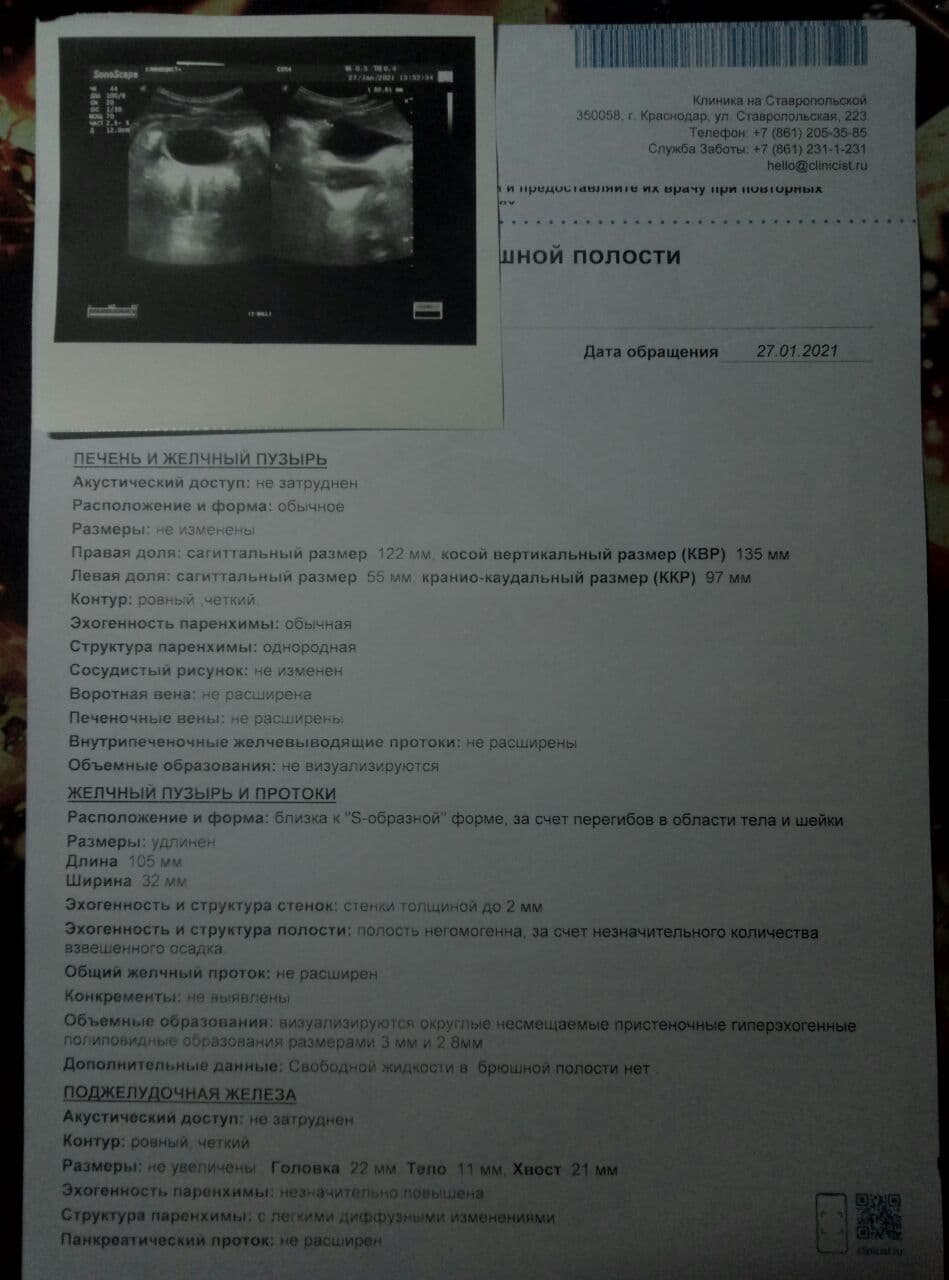 SonoScape
27/Jan/2021 13:53:54
Клиника на Ставропольской
350058, г. Краснодар, ул. Ставропольская, 223
Телефон: +7 (861) 205-35-85
Служба Заботы: +7 (861) 231-1-231
hello@clinicist.ru
и предоставляйте их врачу при повторных
шной полости
Дата обращения 27.01.2021
ПЕЧЕНЬ И ЖЕЛЧНЫЙ ПУЗЫРЬ
Акустический доступ: не затруднен
Расположение и форма: обычное
Размеры: не изменены
Правая доля: сагиттальный размер 122 мм, косой вертикальный размер (КВР) 135 мм
Левая доля: сагиттальный размер 55 мм, кранио-каудальный размер (ККР) 97 мм
Контур: ровный ,четкий
Эхогенность паренхимы: обычная
Структура паренхимы: однородная
Сосудистый рисунок: не изменен
Воротная вена: не расширена
Печеночные вены: не расширены
Внутрипеченочные желчевыводящие протоки: не расширены
Объемные образования: не визуализируются
ЖЕЛЧНЫЙ ПУЗЫРЬ И ПРОТОКИ
Расположение и форма: близка к "S-образной" форме, за счет перегибов в области тела и шейки
Размеры: удлинен
Длина 105 мм
Ширина 32 мм
Эхогенность и структура стенок: стенки толщиной до 2 мм
Эхогенность и структура полости: полость негомогенна, за счет незначительного количества
взвешенного осадка.
Общий желчный проток: не расширен
Конкременты: не выявлены
Объемные образования: визуализируются округлые несмещаемые пристеночные гиперэхогенные
полиповидные образования размерами 3 мм и 2.8мм
Дополнительные данные: Свободной жидкости в брюшной полости нет
ПОДЖЕЛУДОЧНАЯ ЖЕЛЕЗА
Акустический доступ: не затруднен
Контур: ровный, четкий
Размеры: не увеличены Головка 22 мм, Тело 11 мм, Хвост 21 мм
Эхогенность паренхимы: незначительно повышена
Структура паренхимы: с легкими диффузными изменениями
Панкреатический проток: не расширен
clinicist.ru